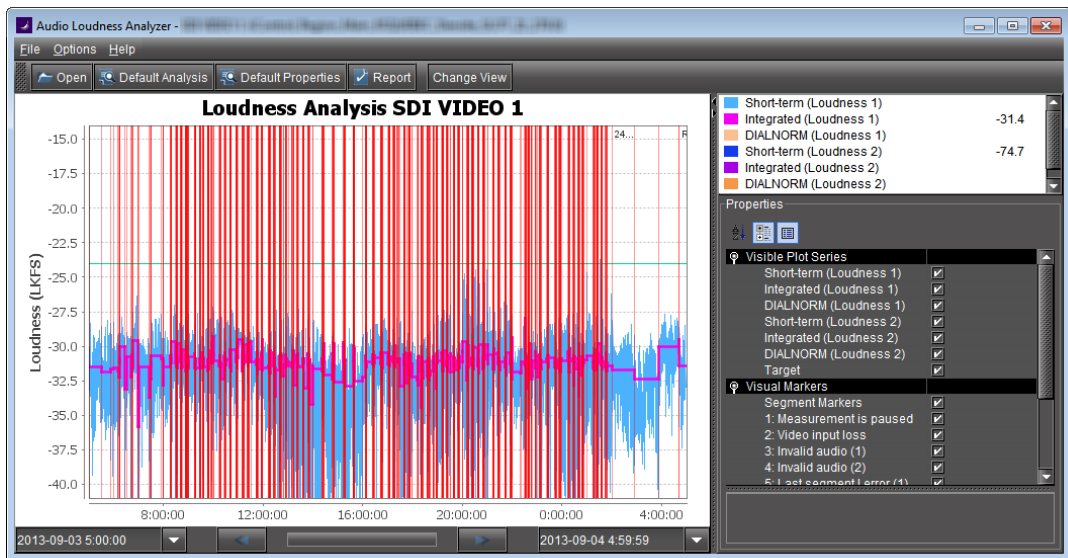 Audio Loudness Analyzer -
File Options Help
Open Default Analysis Default Properties Report Change View
Loudness Analysis SDI VIDEO 1
Loudness (LKFS)
-15.0
-17.5
-20.0
-22.5
-25.0
-27.5
-30.0
-32.5
-35.0
-37.5
-40.0
24...
R
8:00:00 12:00:00 16:00:00 20:00:00 0:00:00 4:00:00
2013-09-03 5:00:00
2013-09-04 4:59:59
Short-term (Loudness 1)
Integrated (Loudness 1) -31.4
DIALNORM (Loudness 1)
Short-term (Loudness 2) -74.7
Integrated (Loudness 2)
DIALNORM (Loudness 2)
Properties
Visible Plot Series
Short-term (Loudness 1)
Integrated (Loudness 1)
DIALNORM (Loudness 1)
Short-term (Loudness 2)
Integrated (Loudness 2)
DIALNORM (Loudness 2)
Target
Visual Markers
Segment Markers
1: Measurement is paused
2: Video input loss
3: Invalid audio (1)
4: Invalid audio (2)
5: Last segment Lerror (1)